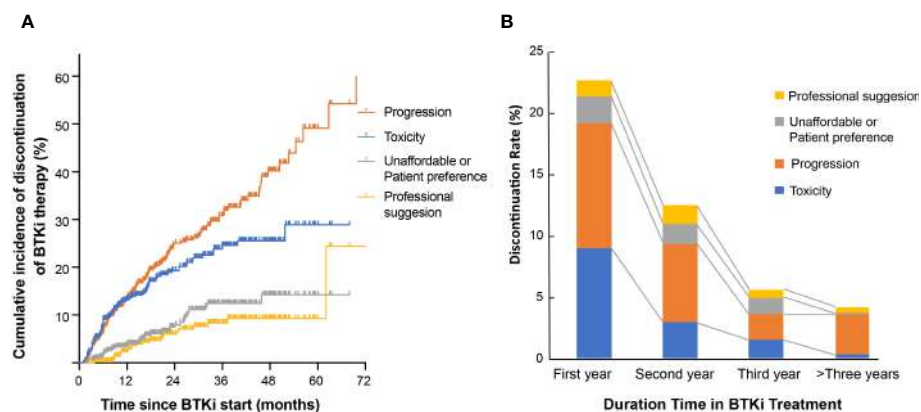 A
Cumulative incidence of discontinuation
of BTKi therapy (%)
60
50
40
30
20
10
0
12
24
36
48
60
72
Time since BTKi start (months)
Progression
Toxicity
Unaffordable or
Patient preference
Professional suggesion
B
Discontinuation Rate (%)
25
20
15
10
5
0
First year
Second year
Third year
>Three years
Duration Time in BTKi Treatment
Professional suggesion
Unaffordable or
Patient preference
Progression
Toxicity